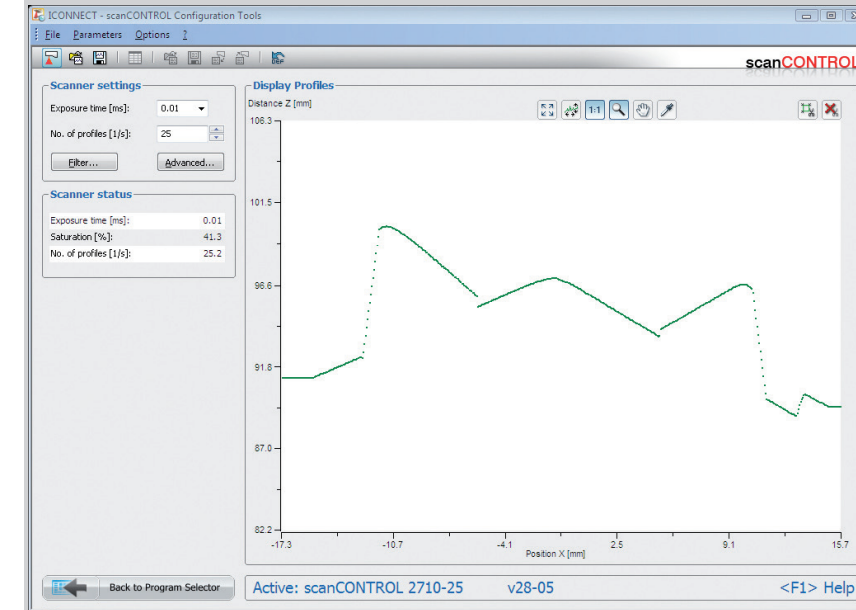 ICONNECT - scanCONTROL Configuration Tools
File Parameters Options ?
scanCONTROL
Scanner settings
Exposure time [ms]: 0.01
No. of profiles [1/s]: 25
Filter... Advanced...
Scanner status
Exposure time [ms]: 0.01
Saturation [%]: 41.3
No. of profiles [1/s]: 25.2
Display Profiles
Distance Z [mm]
1:1
106.3
101.5
96.6
91.8
87.0
82.2
-17.3 -10.7 -4.1 2.5 9.1 15.7
Position X [mm]
Back to Program Selector
Active: scanCONTROL 2710-25 v28-05 <F1> Help